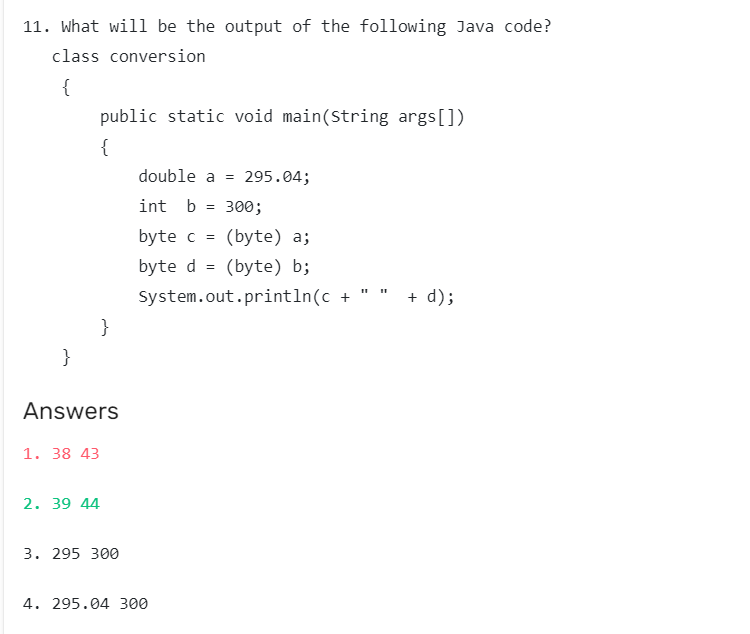 11. What will be the output of the following Java code?
class conversion
{
public static void main(String args[])
{
double a = 295.04;
int  b = 300;
byte c = (byte) a;
byte d = (byte) b;
System.out.println(c + " "  + d);
}
}
Answers
1. 38 43
2. 39 44
3. 295 300
4. 295.04 300